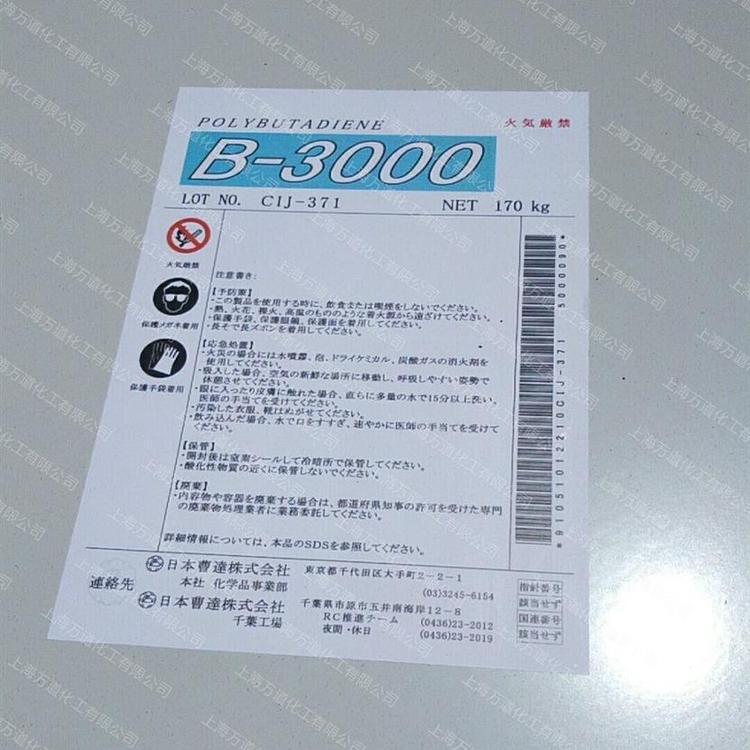 POLYBUTADIENE
火気厳禁
B-3000
LOT NO. CIJ-371 NET 170 kg
火気厳禁
保護メガネ着用
保護手袋着用
注意書き:
【予防策】
・この製品を使用する時に、飲食または喫煙をしないでください。
・熱、火花、裸火、高温のもののような着火源から遠ざけてください。
・保護手袋、保護眼鏡、保護面を着用してください。
・長そで長ズボンを着用してください。
【応急処置】
・火災の場合には水噴霧、泡、ドライケミカル、炭酸ガスの消火剤を
使用してください。
・吸入した場合、空気の新鮮な場所に移動し、呼吸しやすい姿勢で
休憩させてください。
・眼に入ったり皮膚に触れた場合、直らに多量の水で15分以上洗い、
医師の手当てを受けてください。
・汚染した衣服、靴はぬがせてください。
・飲み込んだ場合、水で口をすすぎ、速やかに医師の手当てを受けて
ください。
【保管】
・開封後は窒素シールして冷暗所で保管してください。
・酸化性物質の近くに保管しないでください。
【廃棄】
・内容物や容器を廃棄する場合は、都道府県知事の許可を受けた専門
の廃棄物処理業者に業務委託してください。
詳細情報については、本品のSDSを参照してください。
*91051012210CIJ-371 5000090*
連絡先
日本曹達株式会社 東京都千代田区大手町2-2-1
本社 化学品事業部 (03)3245-6154
日本曹達株式会社 千葉県市原市五井南海岸12-8
千葉工場 RC推進チーム (0436)23-2012
夜間・休日 (0436)23-2019
指針番号
該当せず
国連番号
該当せず
上海万道化工有限公司